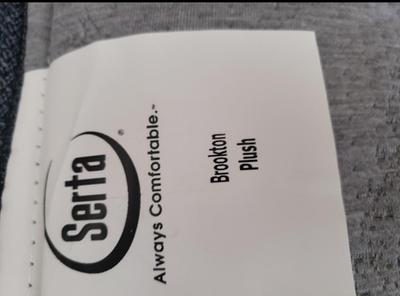 Serta®
Always Comfortable.™
Brookton
Plush